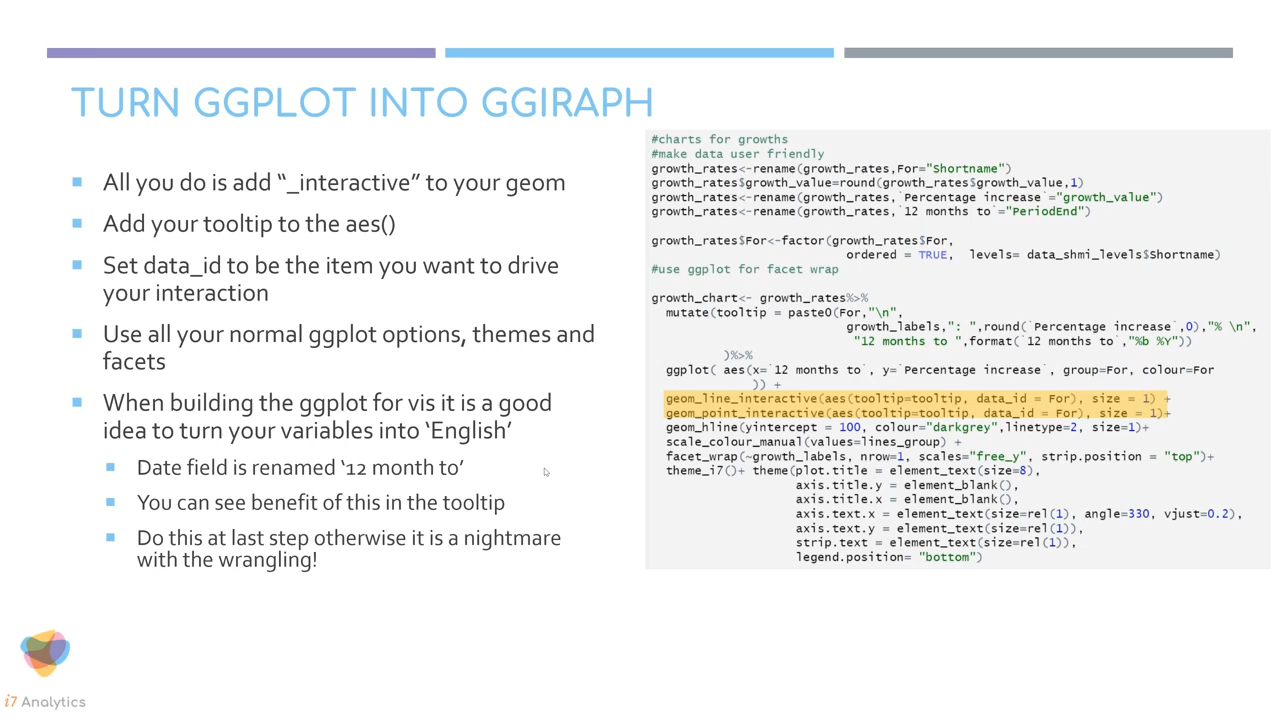 TURN GGPLOT INTO GGIRAPH
All you do is add “_interactive” to your geom
Add your tooltip to the aes()
Set data_id to be the item you want to drive
your interaction
Use all your normal ggplot options, themes and
facets
When building the ggplot for vis it is a good
idea to turn your variables into ‘English’
Date field is renamed ‘12 month to’
You can see benefit of this in the tooltip
Do this at last step otherwise it is a nightmare
with the wrangling!
#charts for growths
#make data user friendly
growth_rates<-rename(growth_rates,For="Shortname")
growth_rates$growth_value=round(growth_rates$growth_value,1)
growth_rates<-rename(growth_rates,`Percentage increase`="growth_value")
growth_rates<-rename(growth_rates,`12 months to`="PeriodEnd")
growth_rates$For<-factor(growth_rates$For,
ordered = TRUE,  levels= data_shmi_levels$Shortname)
#use ggplot for facet wrap
growth_chart<- growth_rates%>%
mutate(tooltip = paste0(For,"\n",
growth_labels,": ",round(`Percentage increase`,0),"% \n",
"12 months to ",format(`12 months to`,"%b %Y"))
)%>%
ggplot( aes(x=`12 months to`, y=`Percentage increase`, group=For, colour=For
)) +
geom_line_interactive(aes(tooltip=tooltip, data_id = For), size = 1) +
geom_point_interactive(aes(tooltip=tooltip, data_id = For), size = 1)+
geom_hline(yintercept = 100, colour="darkgrey",linetype=2, size=1)+
scale_colour_manual(values=lines_group) +
facet_wrap(~growth_labels, nrow=1, scales="free_y", strip.position = "top")+
theme_i7()+ theme(plot.title = element_text(size=8),
axis.title.y = element_blank(),
axis.title.x = element_blank(),
axis.text.x = element_text(size=rel(1), angle=330, vjust=0.2),
axis.text.y = element_text(size=rel(1)),
strip.text = element_text(size=rel(1)),
legend.position= "bottom")
i7 Analytics